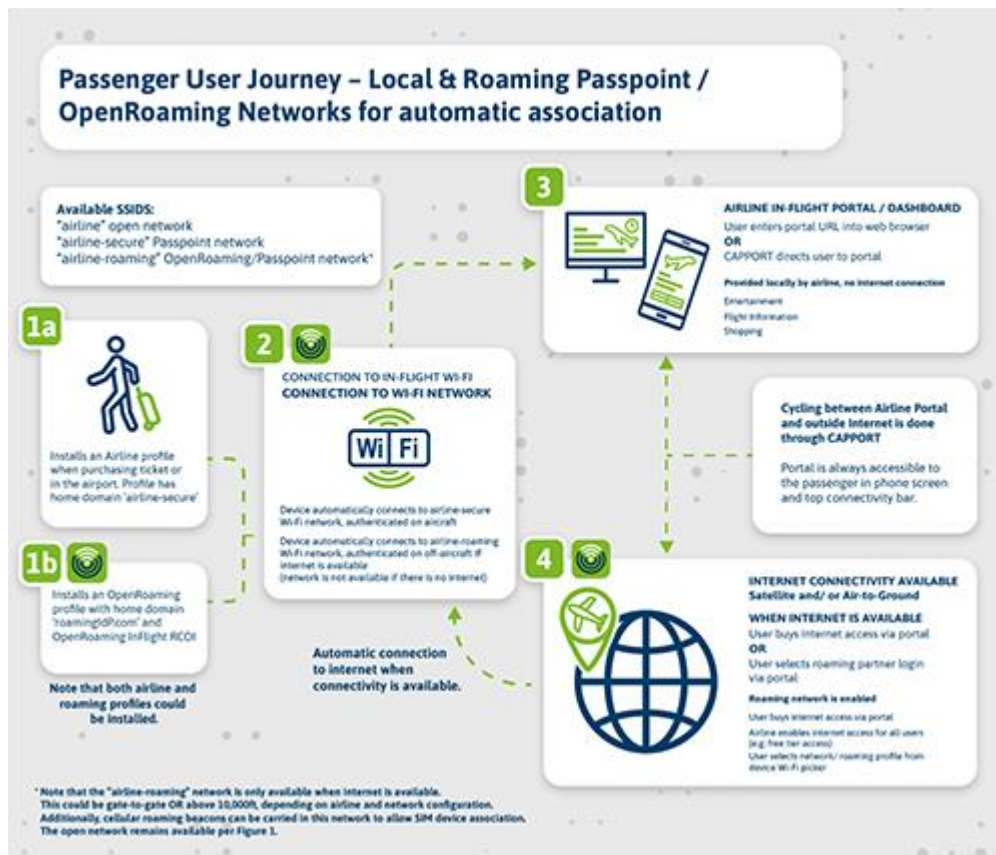 Passenger User Journey – Local & Roaming Passpoint /
OpenRoaming Networks for automatic association
Available SSIDS:
"airline" open network
"airline-secure" Passpoint network
"airline-roaming" OpenRoaming/Passpoint network*
1a
Installs an Airline profile
when purchasing ticket or
in the airport. Profile has
home domain 'airline-secure'
1b
Installs an OpenRoaming
profile with home domain
'roamingIdP.com' and
OpenRoaming InFlight RCOI
Note that both airline and
roaming profiles could
be installed.
2
CONNECTION TO IN-FLIGHT WI-FI
CONNECTION TO WI-FI NETWORK
Wi Fi
Device automatically connects to airline-secure
Wi-Fi network, authenticated on aircraft
Device automatically connects to airline-roaming
Wi-Fi network, authenticated on off-aircraft if
internet is available
(network is not available if there is no internet)
3
AIRLINE IN-FLIGHT PORTAL / DASHBOARD
User enters portal URL into web browser
OR
CAPPORT directs user to portal
Provided locally by airline, no internet connection
Entertainment
Flight Information
Shopping
Cycling between Airline Portal
and outside Internet is done
through CAPPORT
Portal is always accessible to
the passenger in phone screen
and top connectivity bar.
4
INTERNET CONNECTIVITY AVAILABLE
Satellite and/ or Air-to-Ground
WHEN INTERNET IS AVAILABLE
User buys internet access via portal
OR
User selects roaming partner login
via portal
Roaming network is enabled
User buys internet access via portal
Airline enables internet access for all users
(e.g. free tier access)
User selects network/ roaming profile from
device Wi-Fi picker
Automatic connection
to internet when
connectivity is available.
* Note that the "airline-roaming" network is only available when internet is available.
This could be gate-to-gate OR above 10,000ft, depending on airline and network configuration.
Additionally, cellular roaming beacons can be carried in this network to allow SIM device association.
The open network remains available per Figure 1.